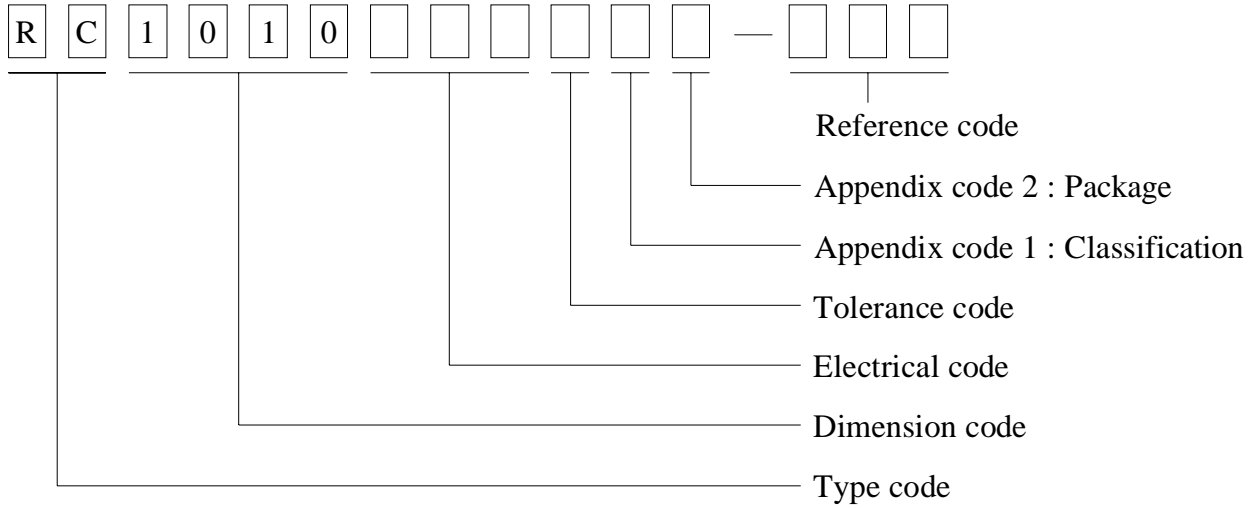 R C 1 0 1 0 —
Reference code
Appendix code 2 : Package
Appendix code 1 : Classification
Tolerance code
Electrical code
Dimension code
Type code